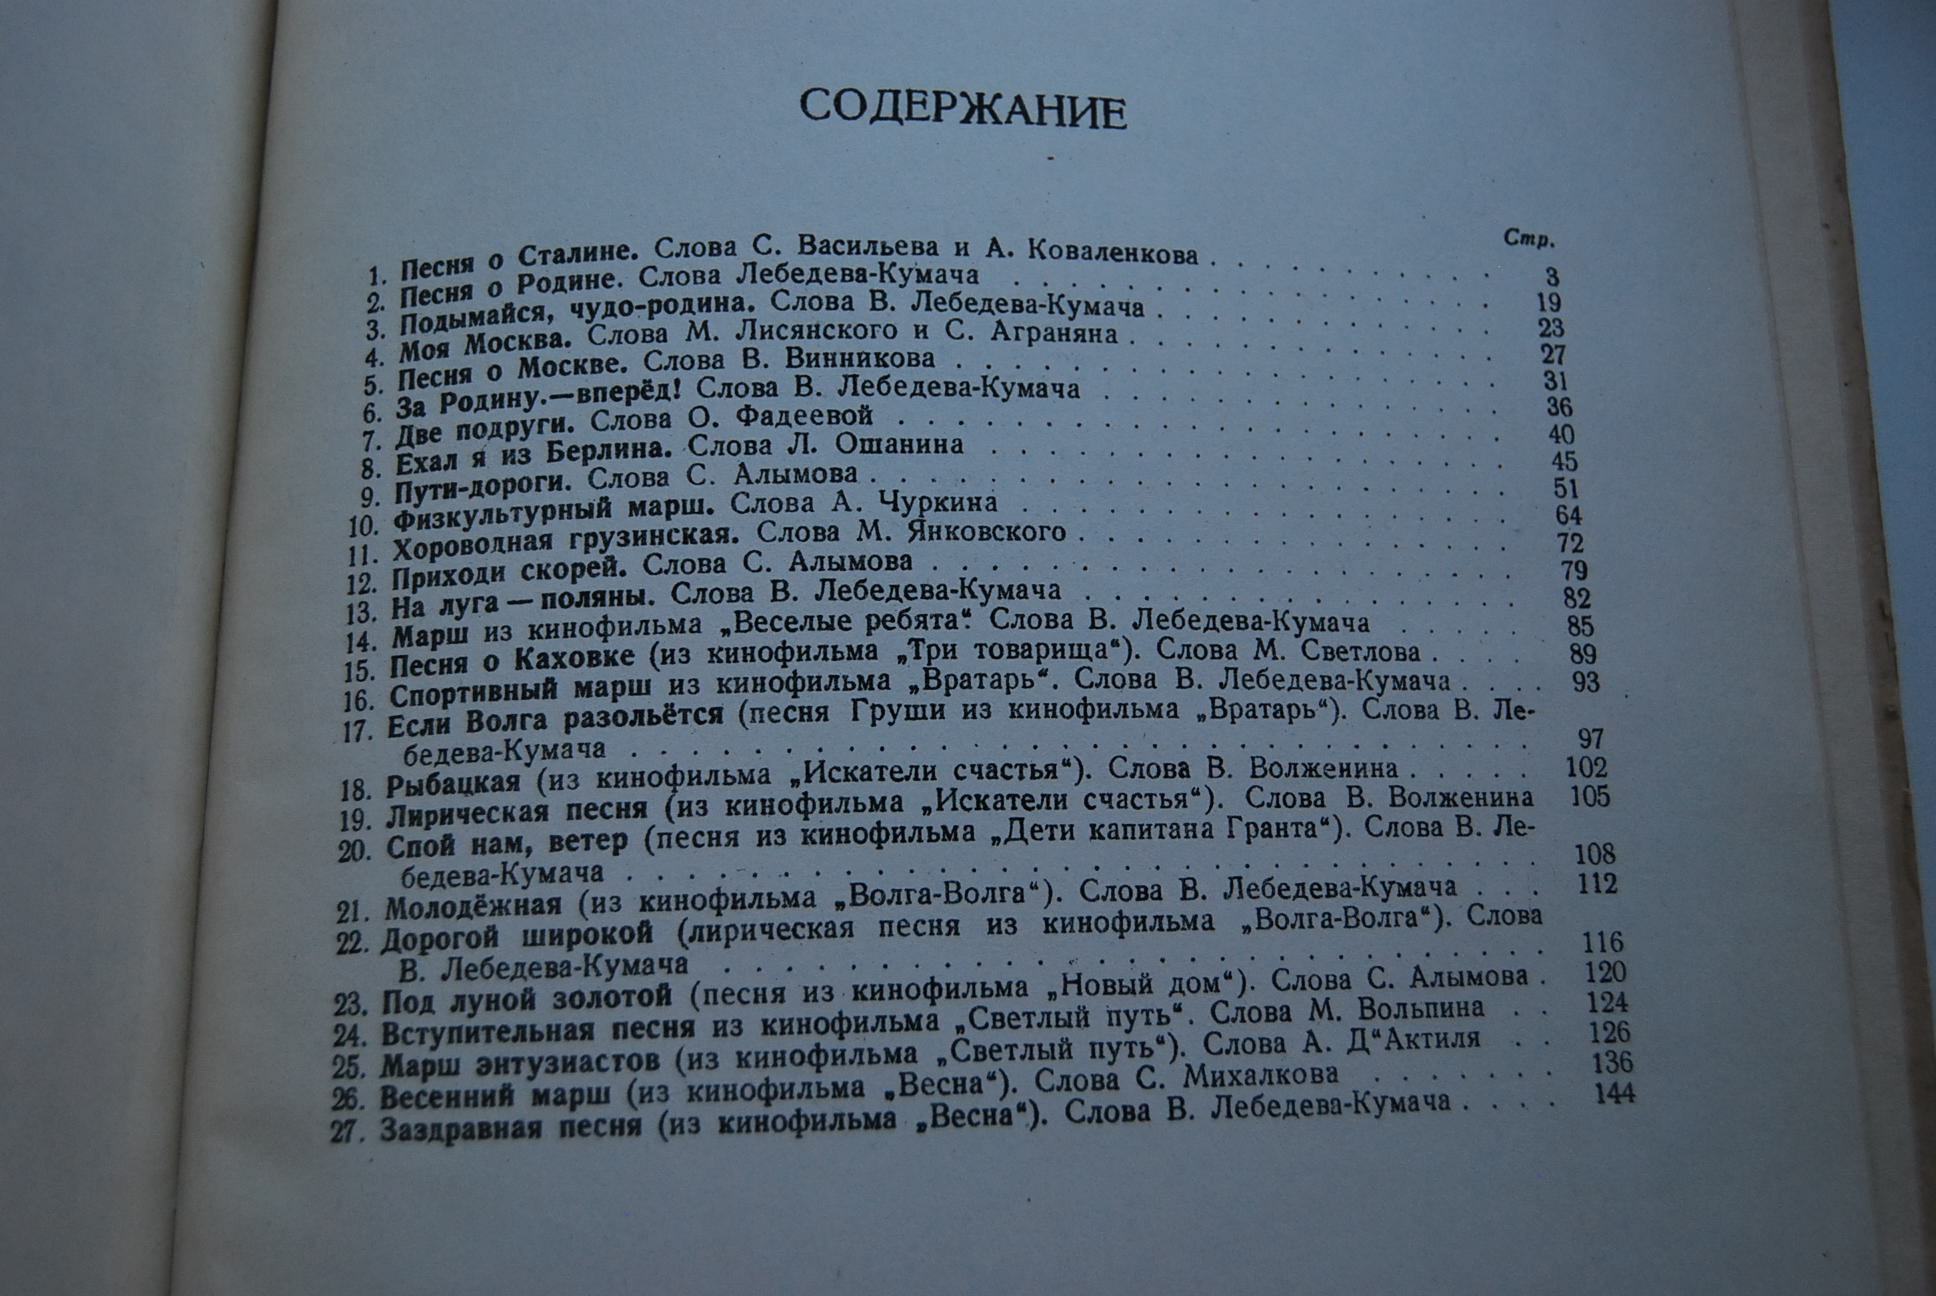 СОДЕРЖАНИЕ
Стр.
1. Песня о Сталине. Слова С. Васильева и А. Коваленкова . . . . . . . . . . 3
2. Песня о Родине. Слова Лебедева-Кумача . . . . . . . . . . 19
3. Подымайся, чудо-родина. Слова В. Лебедева-Кумача . . . . . . . . . . 23
4. Моя Москва. Слова М. Лисянского и С. Аграняна . . . . . . . . . . 27
5. Песня о Москве. Слова В. Винникова . . . . . . . . . . 31
6. За Родину.—вперёд! Слова В. Лебедева-Кумача . . . . . . . . . . 36
7. Две подруги. Слова О. Фадеевой . . . . . . . . . . 40
8. Ехал я из Берлина. Слова Л. Ошанина . . . . . . . . . . 45
9. Пути-дороги. Слова С. Алымова . . . . . . . . . . 51
10. Физкультурный марш. Слова А. Чуркина . . . . . . . . . . 64
11. Хороводная грузинская. Слова М. Янковского . . . . . . . . . . 72
12. Приходи скорей. Слова С. Алымова . . . . . . . . . . 79
13. На луга — поляны. Слова В. Лебедева-Кумача . . . . . . . . . . 82
14. Марш из кинофильма „Веселые ребята“. Слова В. Лебедева-Кумача . . . . . 85
15. Песня о Каховке (из кинофильма „Три товарища“). Слова М. Светлова . . . . 89
16. Спортивный марш из кинофильма „Вратарь“. Слова В. Лебедева-Кумача . . . . 93
17. Если Волга разольётся (песня Груши из кинофильма „Вратарь“). Слова В. Ле-
бедева-Кумача . . . . . . . . . . 97
18. Рыбацкая (из кинофильма „Искатели счастья“). Слова В. Волженина . . . . . 102
19. Лирическая песня (из кинофильма „Искатели счастья“). Слова В. Волженина 105
20. Спой нам, ветер (песня из кинофильма „Дети капитана Гранта“). Слова В. Ле-
бедева-Кумача . . . . . . . . . . 108
21. Молодёжная (из кинофильма „Волга-Волга“). Слова В. Лебедева-Кумача . . . 112
22. Дорогой широкой (лирическая песня из кинофильма „Волга-Волга“). Слова
В. Лебедева-Кумача . . . . . . . . . . 116
23. Под луной золотой (песня из кинофильма „Новый дом“). Слова С. Алымова . 120
24. Вступительная песня из кинофильма „Светлый путь“. Слова М. Вольпина . . 124
25. Марш энтузиастов (из кинофильма „Светлый путь“). Слова А. Д“Актиля . . 126
26. Весенний марш (из кинофильма „Весна“). Слова С. Михалкова . . . . . . . 136
27. Заздравная песня (из кинофильма „Весна“). Слова В. Лебедева-Кумача . . . . 144